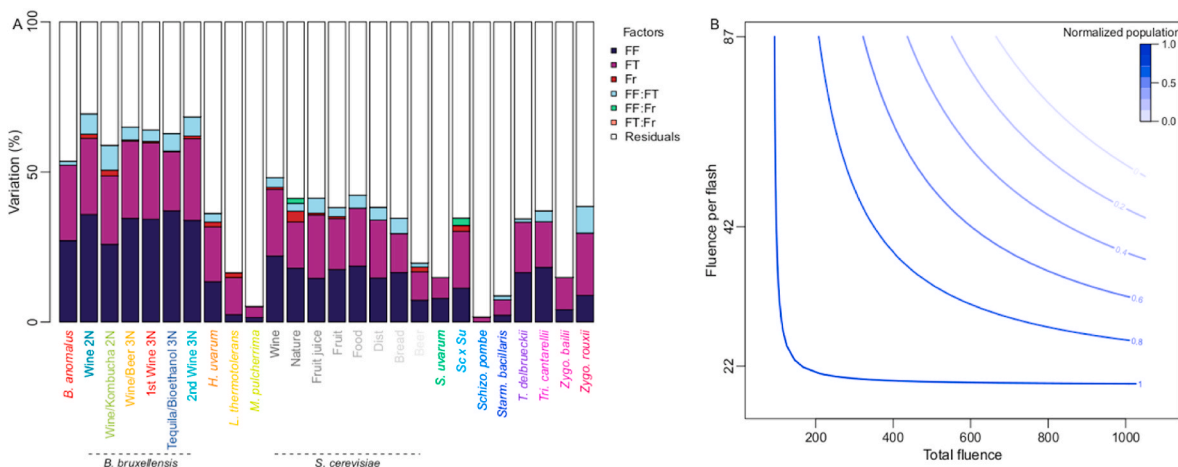 A
100
50
0
Variation (%)
Factors
FF
FT
Fr
FF:FT
FF:Fr
FT:Fr
Residuals
B. anomalus
Wine 2N
Wine/Kombucha 2N
Wine/Beer 3N
1st Wine 3N
Tequila/Bioethanol 3N
2nd Wine 3N
H. uvarum
L. thermotolerans
M. pulcherrima
Wine
Nature
Fruit juice
Fruit
Food
Dist
Bread
Beer
S. uvarum
Sc x Su
Schizo. pombe
Starm. bacillaris
T. delbrueckii
Tri. cantarellii
Zygo. bailii
Zygo. rouxii
B. bruxellensis
S. cerevisiae
B
Normalized population
1.0
0.5
0.0
87
42
22
Fluence per flash
0.2
0.4
0.6
0.8
1
200
400
600
800
1000
Total fluence